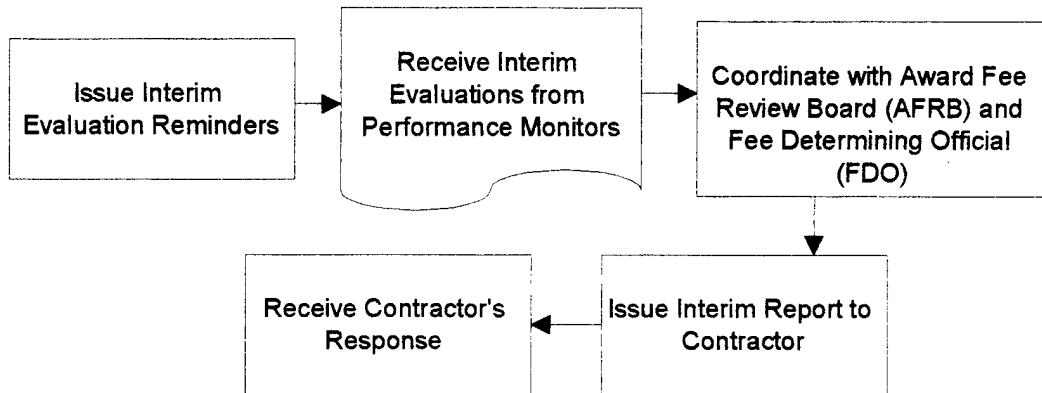 Issue Interim
Evaluation Reminders
Receive Interim
Evaluations from
Performance Monitors
Coordinate with Award Fee
Review Board (AFRB) and
Fee Determining Official
(FDO)
Issue Interim Report to
Contractor
Receive Contractor's
Response